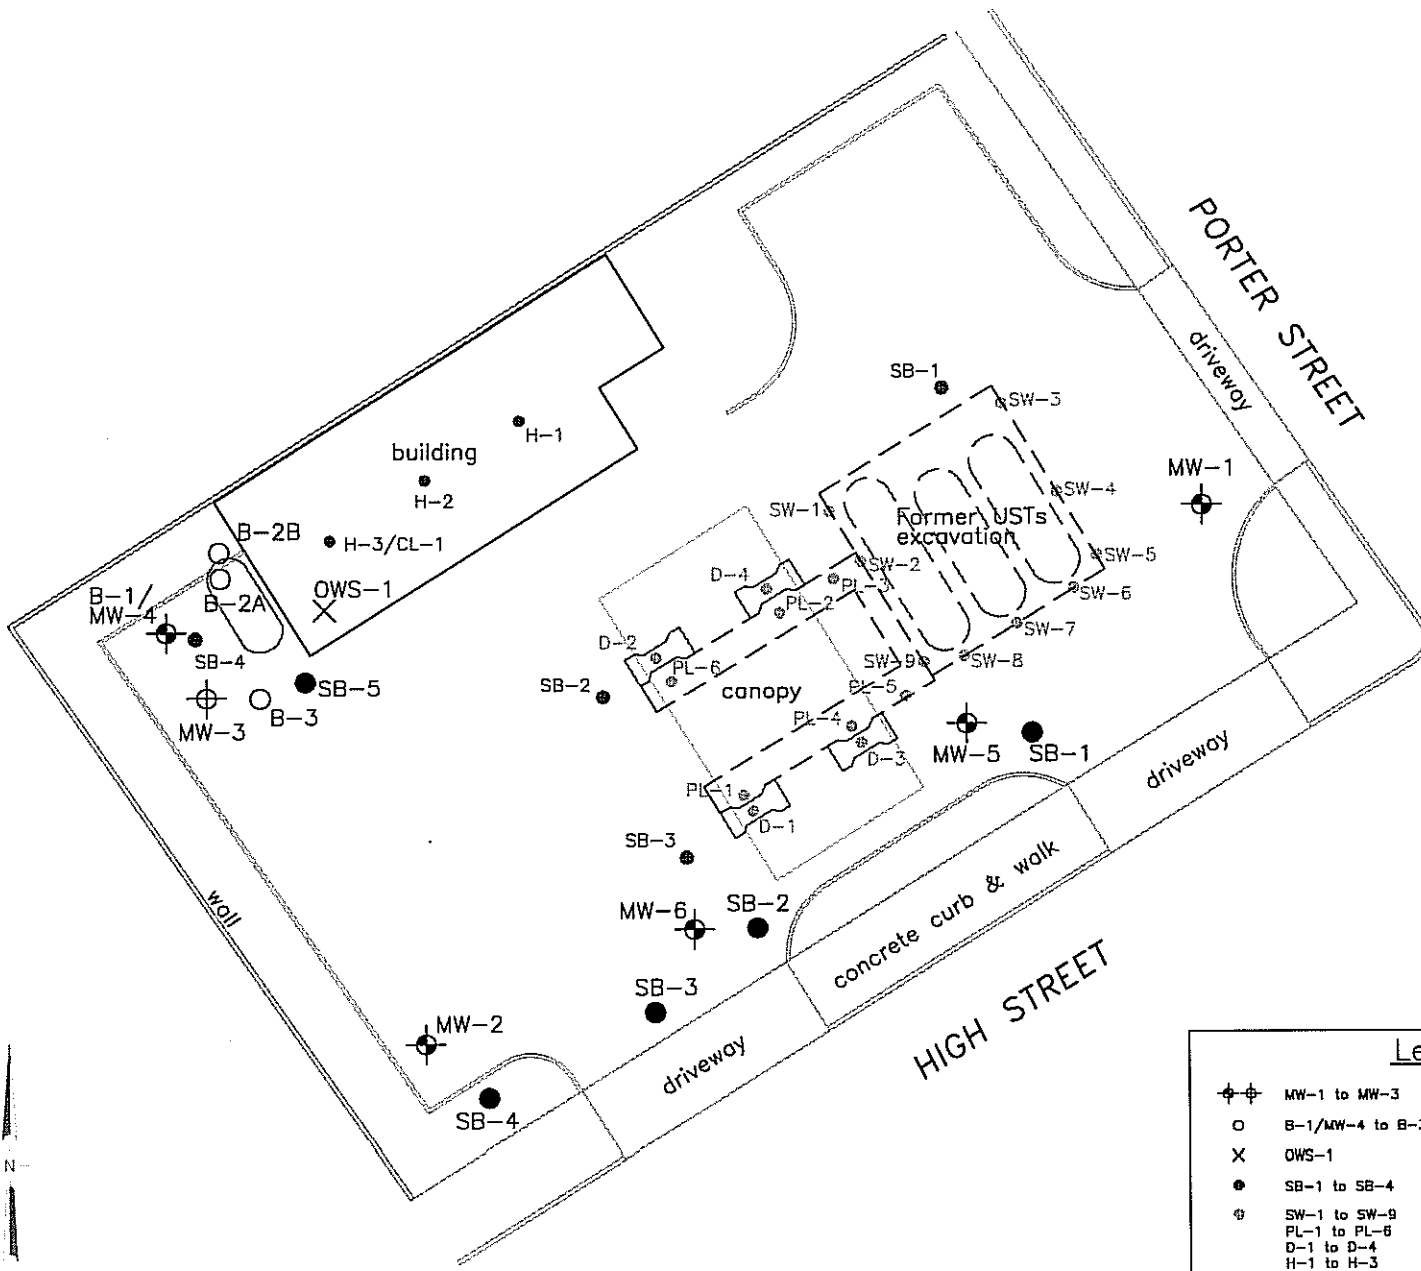 PORTER STREET
driveway
SB-1
SW-3
H-1
building
MW-1
H-2
SW-4
SW-1
Former USTs
excavation
B-2B
H-3/CL-1
SW-5
SW-2
D-4
PL-3
B-1/
MW-4
B-2A
OWS-1
PL-2
SW-6
SW-7
D-2
SB-4
SW-9
SW-8
PL-6
SB-5
SB-2
canopy
PL-5
B-3
MW-3
PL-4
MW-5
SB-1
D-3
driveway
PL-1
D-1
SB-3
wall
concrete curb & walk
MW-6
SB-2
SB-3
HIGH STREET
MW-2
driveway
SB-4
N
Le
MW-1 to MW-3
B-1/MW-4 to B-3
OWS-1
SB-1 to SB-4
SW-1 to SW-9
PL-1 to PL-6
D-1 to D-4
H-1 to H-3